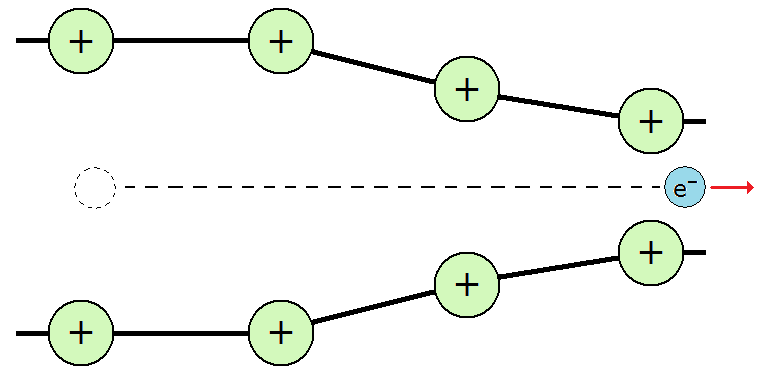 + + + +
e⁻
+ + + +